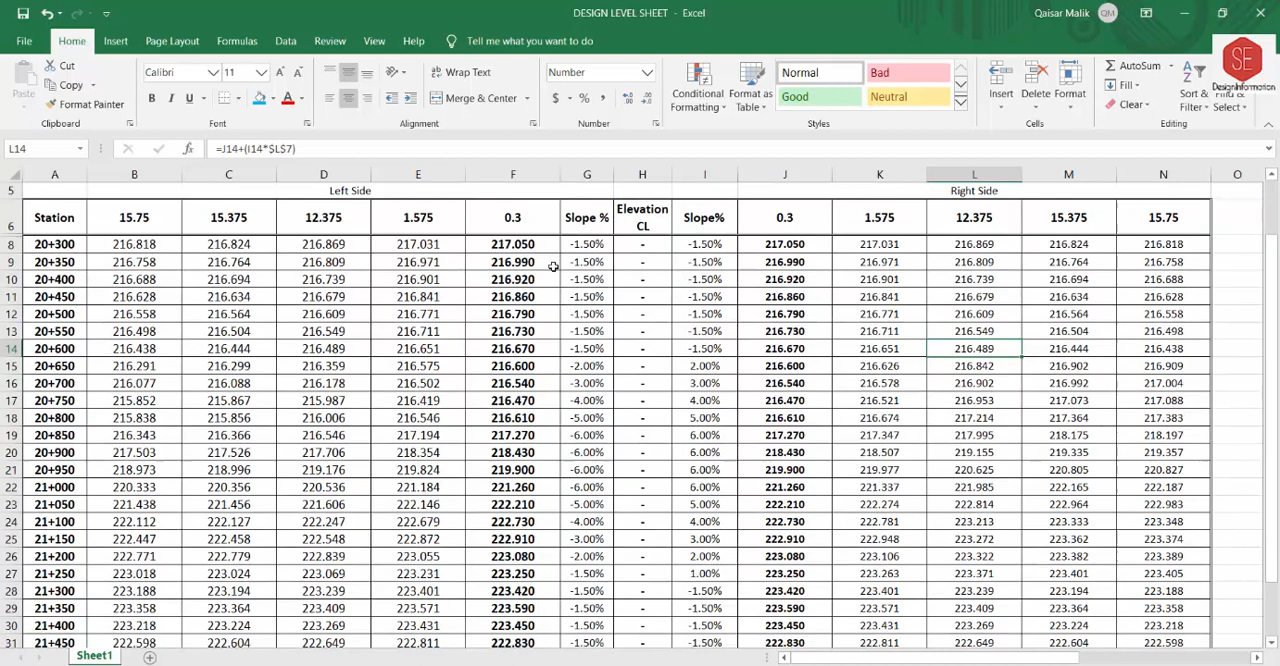 DESIGN LEVEL SHEET - Excel
Qaisar Malik QM
File Home Insert Page Layout Formulas Data Review View Help Tell me what you want to do
SE
DesignInformation
Paste
Cut
Copy
Format Painter
Clipboard
Calibri 11
B I U
Font
Wrap Text
Merge & Center
Alignment
Number
$ % ,
Number
Conditional Formatting
Format as Table
Normal Bad
Good Neutral
Styles
Insert Delete Format
Cells
AutoSum
Fill
Clear
Sort & Filter
Find & Select
Editing
L14 fx =J14+(I14*$L$7)
A B C D E F G H I J K L M N O
5 Left Side Right Side
6 Station 15.75 15.375 12.375 1.575 0.3 Slope % Elevation CL Slope% 0.3 1.575 12.375 15.375 15.75
8 20+300 216.818 216.824 216.869 217.031 217.050 -1.50% - -1.50% 217.050 217.031 216.869 216.824 216.818
9 20+350 216.758 216.764 216.809 216.971 216.990 -1.50% - -1.50% 216.990 216.971 216.809 216.764 216.758
10 20+400 216.688 216.694 216.739 216.901 216.920 -1.50% - -1.50% 216.920 216.901 216.739 216.694 216.688
11 20+450 216.628 216.634 216.679 216.841 216.860 -1.50% - -1.50% 216.860 216.841 216.679 216.634 216.628
12 20+500 216.558 216.564 216.609 216.771 216.790 -1.50% - -1.50% 216.790 216.771 216.609 216.564 216.558
13 20+550 216.498 216.504 216.549 216.711 216.730 -1.50% - -1.50% 216.730 216.711 216.549 216.504 216.498
14 20+600 216.438 216.444 216.489 216.651 216.670 -1.50% - -1.50% 216.670 216.651 216.489 216.444 216.438
15 20+650 216.291 216.299 216.359 216.575 216.600 -2.00% - 2.00% 216.600 216.626 216.842 216.902 216.909
16 20+700 216.077 216.088 216.178 216.502 216.540 -3.00% - 3.00% 216.540 216.578 216.902 216.992 217.004
17 20+750 215.852 215.867 215.987 216.419 216.470 -4.00% - 4.00% 216.470 216.521 216.953 217.073 217.088
18 20+800 215.838 215.856 216.006 216.546 216.610 -5.00% - 5.00% 216.610 216.674 217.214 217.364 217.383
19 20+850 216.343 216.366 216.546 217.194 217.270 -6.00% - 6.00% 217.270 217.347 217.995 218.175 218.197
20 20+900 217.503 217.526 217.706 218.354 218.430 -6.00% - 6.00% 218.430 218.507 219.155 219.335 219.357
21 20+950 218.973 218.996 219.176 219.824 219.900 -6.00% - 6.00% 219.900 219.977 220.625 220.805 220.827
22 21+000 220.333 220.356 220.536 221.184 221.260 -6.00% - 6.00% 221.260 221.337 221.985 222.165 222.187
23 21+050 221.438 221.456 221.606 222.146 222.210 -5.00% - 5.00% 222.210 222.274 222.814 222.964 222.983
24 21+100 222.112 222.127 222.247 222.679 222.730 -4.00% - 4.00% 222.730 222.781 223.213 223.333 223.348
25 21+150 222.447 222.458 222.548 222.872 222.910 -3.00% - 3.00% 222.910 222.948 223.272 223.362 223.374
26 21+200 222.771 222.779 222.839 223.055 223.080 -2.00% - 2.00% 223.080 223.106 223.322 223.382 223.389
27 21+250 223.018 223.024 223.069 223.231 223.250 -1.50% - 1.00% 223.250 223.263 223.371 223.401 223.405
28 21+300 223.188 223.194 223.239 223.401 223.420 -1.50% - -1.50% 223.420 223.401 223.239 223.194 223.188
29 21+350 223.358 223.364 223.409 223.571 223.590 -1.50% - -1.50% 223.590 223.571 223.409 223.364 223.358
30 21+400 223.218 223.224 223.269 223.431 223.450 -1.50% - -1.50% 223.450 223.431 223.269 223.224 223.218
31 21+450 222.598 222.604 222.649 222.811 222.830 -1.50% - -1.50% 222.830 222.811 222.649 222.604 222.598
Sheet1